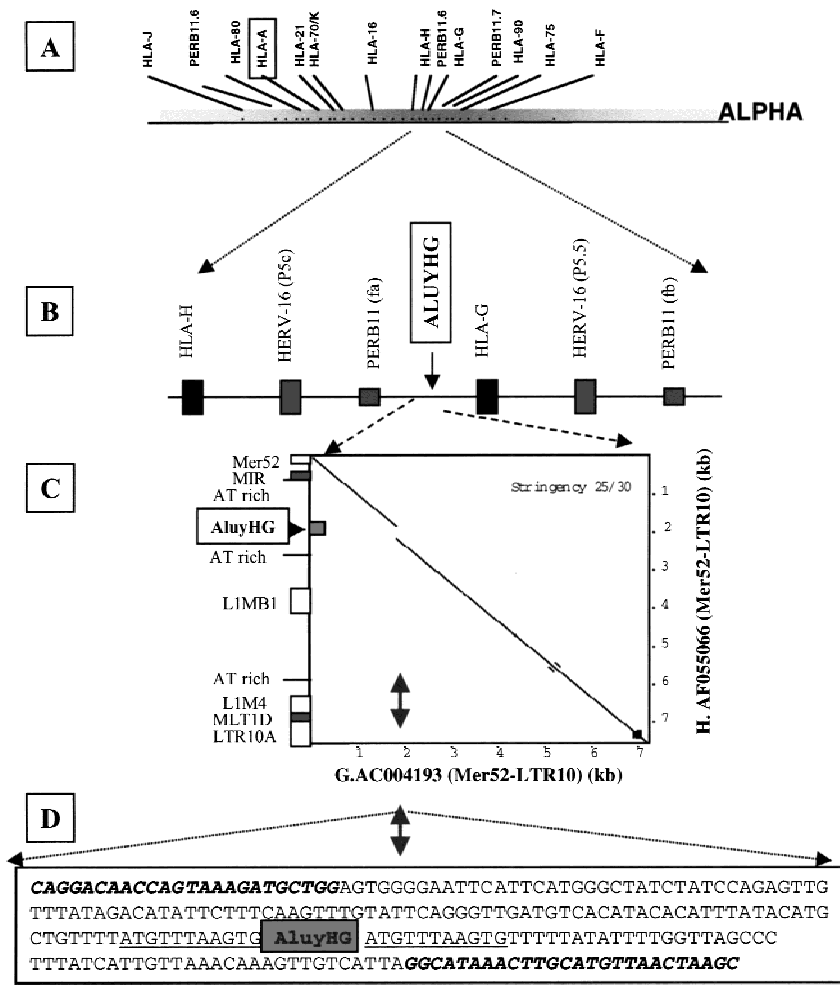 A
HLA-J
PERB11.6
HLA-80
HLA-A
HLA-21
HLA-70/K
HLA-16
HLA-H
PERB11.6
HLA-G
PERB11.7
HLA-90
HLA-75
HLA-F
ALPHA
B
HLA-H
HERV-16 (P5c)
PERB11 (fa)
ALUYHG
HLA-G
HERV-16 (P5.5)
PERB11 (fb)
C
Mer52
MIR
AT rich
AluyHG
AT rich
L1MB1
AT rich
L1M4
MLT1D
LTR10A
Stringency 25/30
1
2
3
4
5
6
7
H. AF055066 (Mer52-LTR10) (kb)
1 2 3 4 5 6 7
G.AC004193 (Mer52-LTR10) (kb)
D
CAGGACAACCAGTAAAGATGCTGGAGTGGGGAATTCATTCATGGGCTATCTATCCAGAGTTG
TTTATAGACATATTCTTTCAAGTTTGTATTCAGGGTTGATGTCACATACACATTTATACATG
CTGTTTTATGTTTAAGTG AluyHG ATGTTTAAGTGTTTTTATATTTTGGTTAGCCC
TTTATCATTGTTAAACAAAGTTGTCATTAGGCATAAACTTGCATGTTAACTAAGC